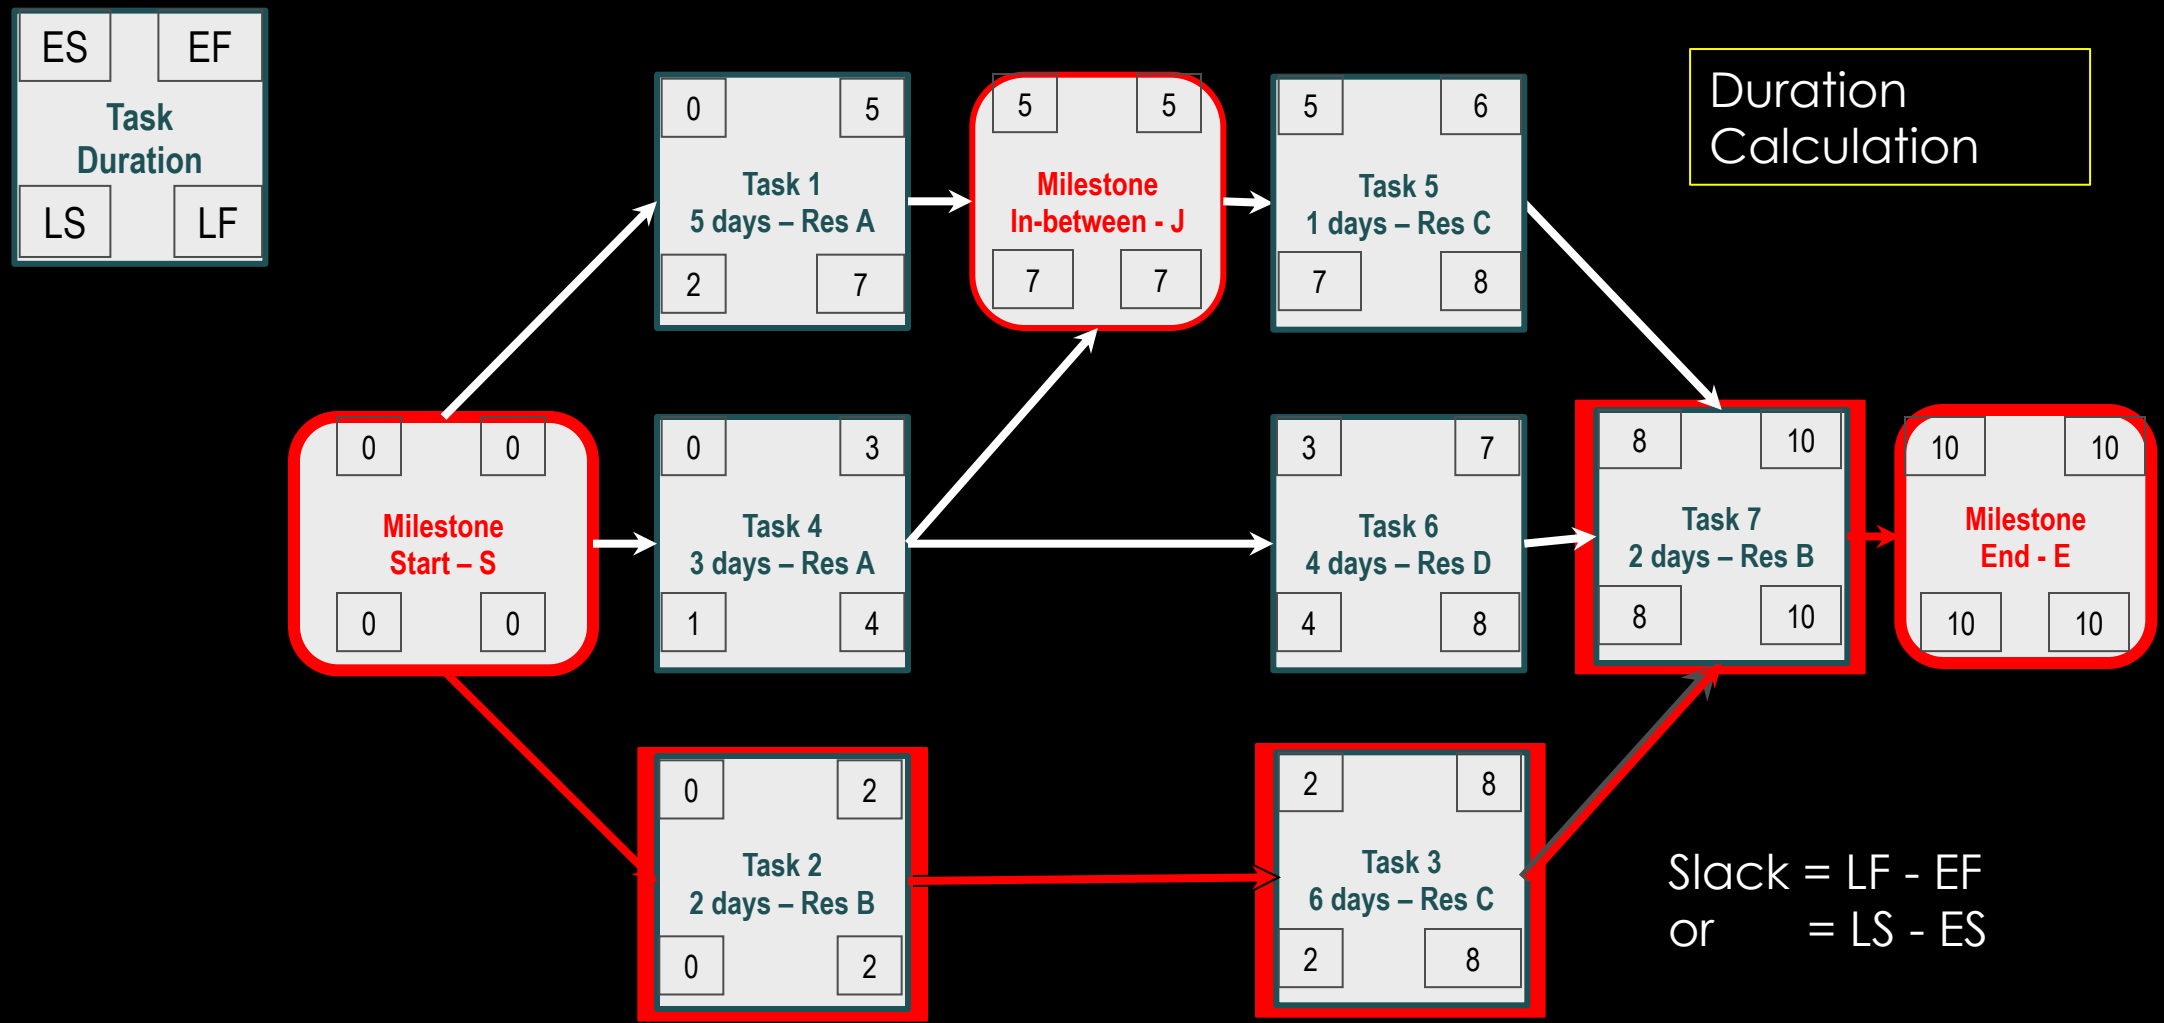 ES EF
Task
Duration
LS LF
Duration
Calculation
0 5
Task 1
5 days – Res A
2 7
5 5
Milestone
In-between - J
7 7
5 6
Task 5
1 days – Res C
7 8
0 0
Milestone
Start – S
0 0
0 3
Task 4
3 days – Res A
1 4
3 7
Task 6
4 days – Res D
4 8
8 10
Task 7
2 days – Res B
8 10
10 10
Milestone
End - E
10 10
0 2
Task 2
2 days – Res B
0 2
2 8
Task 3
6 days – Res C
2 8
Slack = LF - EF
or = LS - ES